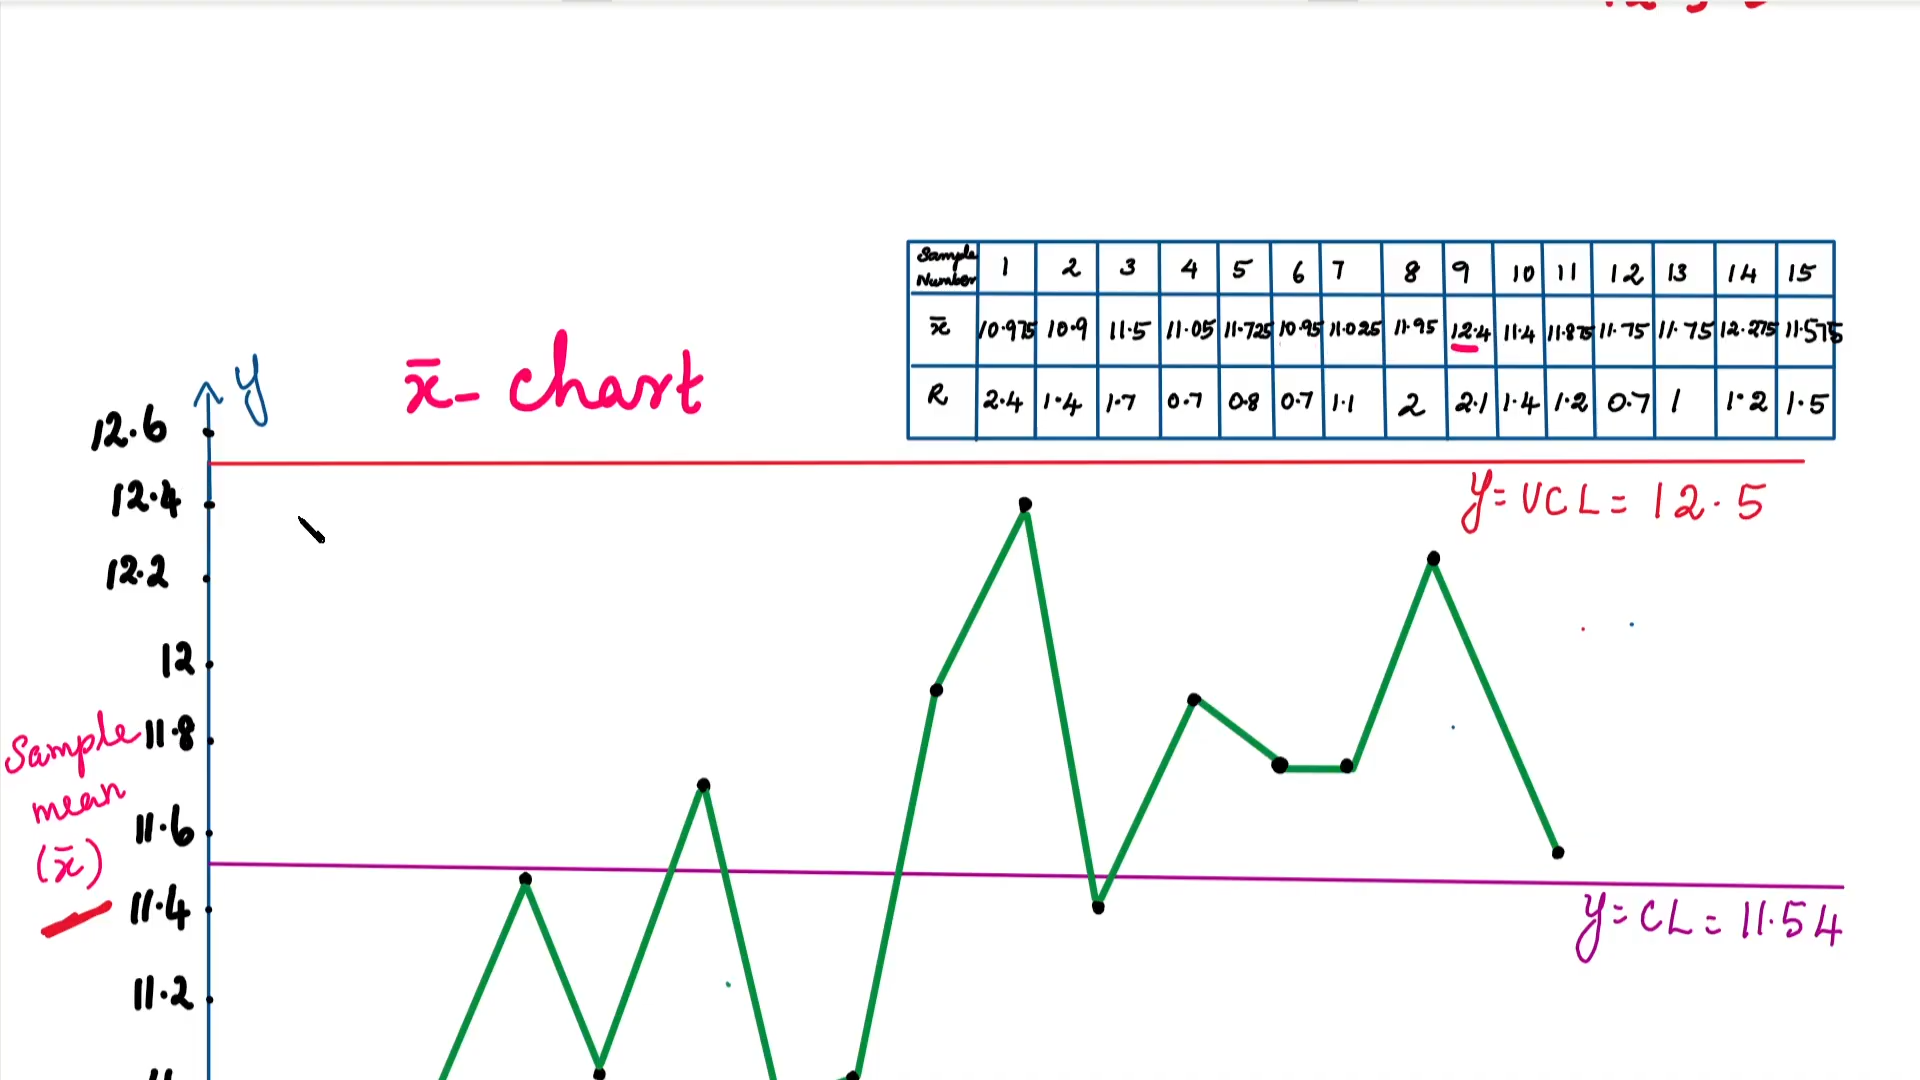 Sample Number 1 2 3 4 5 6 7 8 9 10 11 12 13 14 15
x̄ 10.975 10.9 11.5 11.05 11.725 10.95 11.025 11.95 12.4 11.4 11.875 11.75 11.75 12.275 11.575
R 2.4 1.4 1.7 0.7 0.8 0.7 1.1 2 2.1 1.4 1.2 0.7 1 1.2 1.5
x̄- chart
y
12.6
12.4
y = UCL = 12.5
12.2
12
11.8
Sample
mean
(x̄)
11.6
11.4
y = CL = 11.54
11.2